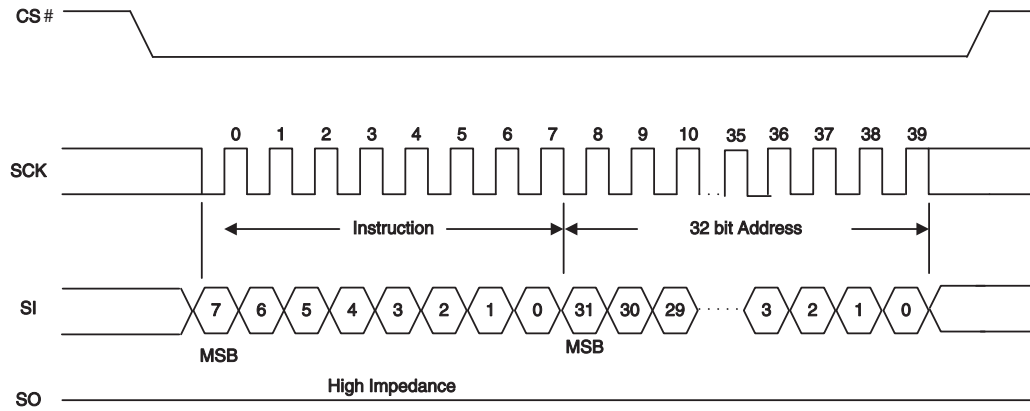 CS #
0 1 2 3 4 5 6 7 8 9 10 35 36 37 38 39
SCK
Instruction 32 bit Address
SI 7 6 5 4 3 2 1 0 31 30 29 ..... 3 2 1 0
MSB MSB
High Impedance
SO